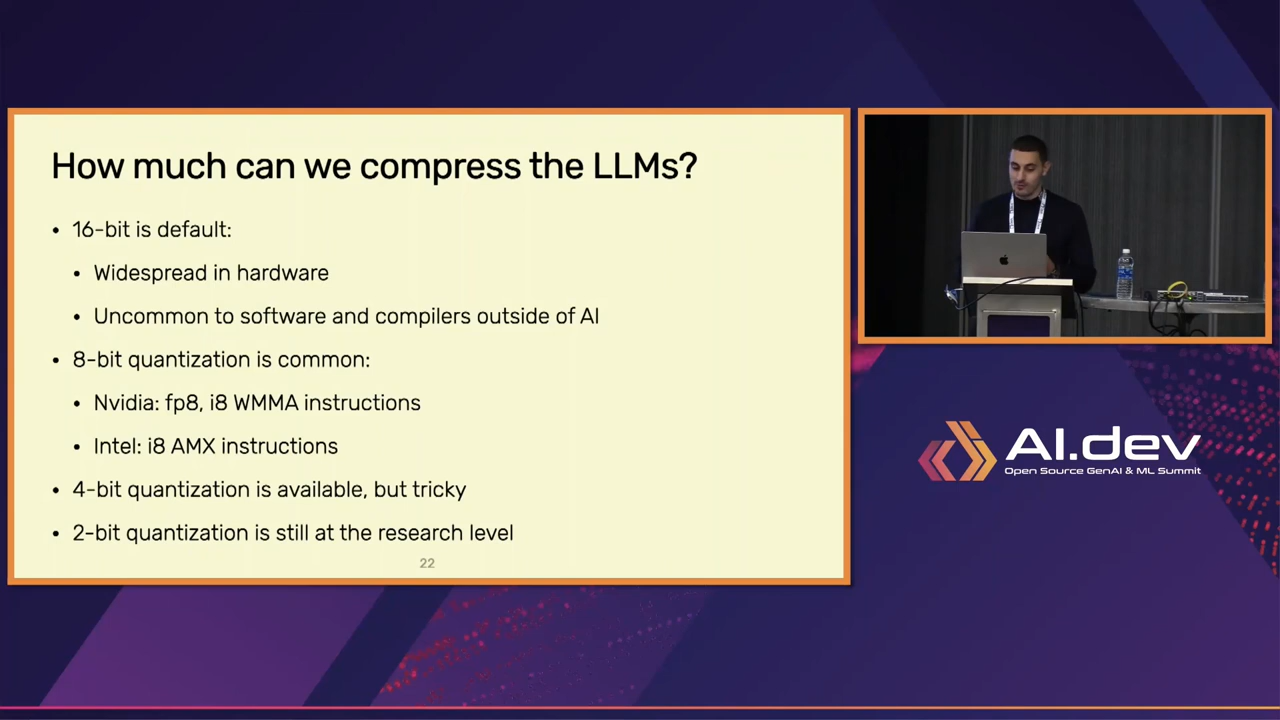 How much can we compress the LLMs?
• 16-bit is default:
• Widespread in hardware
• Uncommon to software and compilers outside of AI
• 8-bit quantization is common:
• Nvidia: fp8, i8 WMMA instructions
• Intel: i8 AMX instructions
• 4-bit quantization is available, but tricky
• 2-bit quantization is still at the research level
22
AI.dev
Open Source GenAI & ML Summit